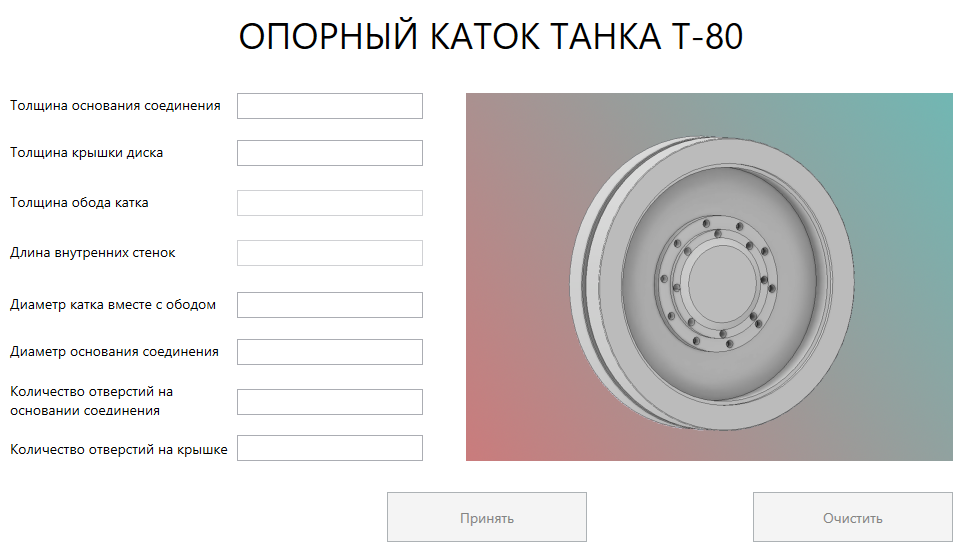 ОПОРНЫЙ КАТОК ТАНКА Т-80
Толщина основания соединения
Толщина крышки диска
Толщина обода катка
Длина внутренних стенок
Диаметр катка вместе с ободом
Диаметр основания соединения
Количество отверстий на
основании соединения
Количество отверстий на крышке
Принять
Очистить